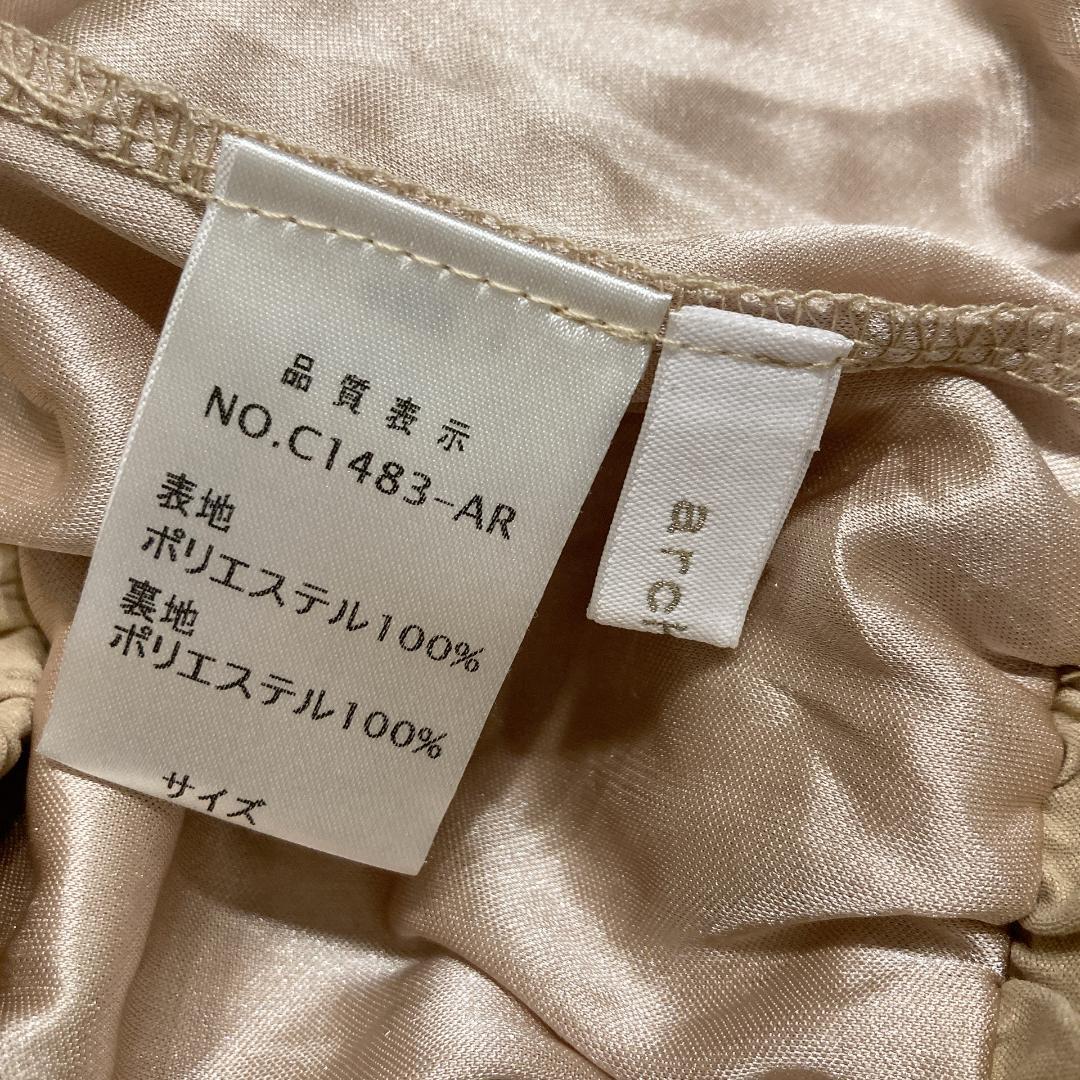 品質表示
NO.C1483-AR
表地
ポリエステル100%
裏地
ポリエステル100%
サイズ